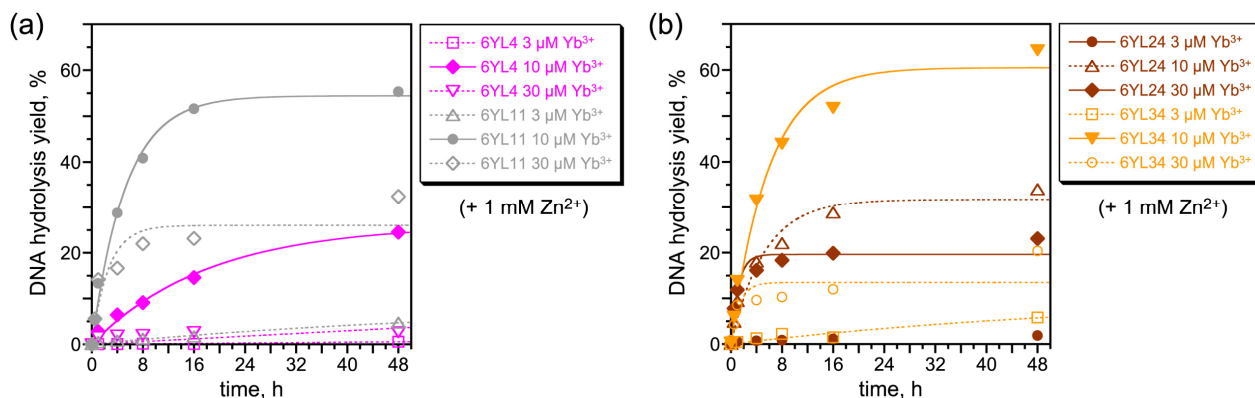 (a)
DNA hydrolysis yield, %
60
40
20
0
0 8 16 24 32 40 48
time, h
6YL4 3 µM Yb³⁺
6YL4 10 µM Yb³⁺
6YL4 30 µM Yb³⁺
6YL11 3 µM Yb³⁺
6YL11 10 µM Yb³⁺
6YL11 30 µM Yb³⁺
(+ 1 mM Zn²⁺)
(b)
DNA hydrolysis yield, %
60
40
20
0
0 8 16 24 32 40 48
time, h
6YL24 3 µM Yb³⁺
6YL24 10 µM Yb³⁺
6YL24 30 µM Yb³⁺
6YL34 3 µM Yb³⁺
6YL34 10 µM Yb³⁺
6YL34 30 µM Yb³⁺
(+ 1 mM Zn²⁺)